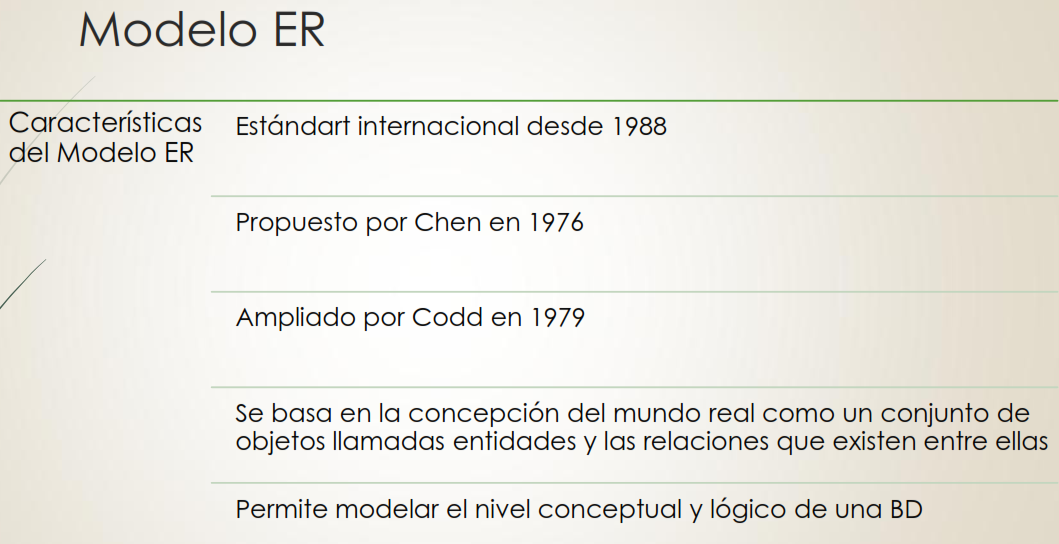 Modelo ER
Características
del Modelo ER
Estándart internacional desde 1988
Propuesto por Chen en 1976
Ampliado por Codd en 1979
Se basa en la concepción del mundo real como un conjunto de
objetos llamadas entidades y las relaciones que existen entre ellas
Permite modelar el nivel conceptual y lógico de una BD